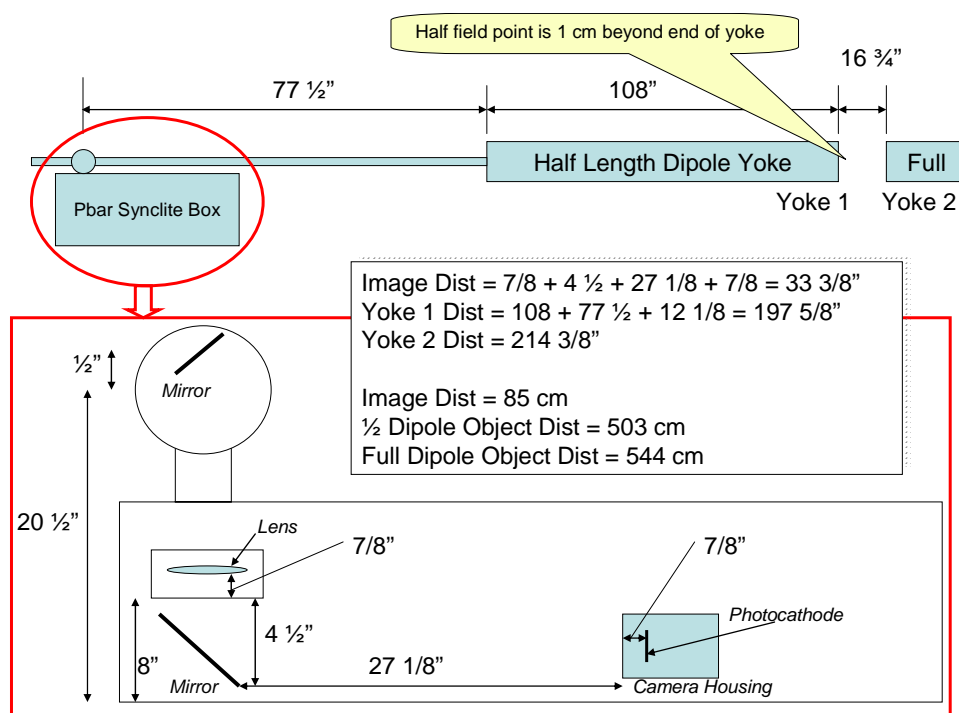 Half field point is 1 cm beyond end of yoke
16 ¾”
77 ½”
108”
Half Length Dipole Yoke
Full
Pbar Synclite Box
Yoke 1
Yoke 2
Image Dist = 7/8 + 4 ½ + 27 1/8 + 7/8 = 33 3/8”
Yoke 1 Dist = 108 + 77 ½ + 12 1/8 = 197 5/8”
Yoke 2 Dist = 214 3/8”
Image Dist = 85 cm
½ Dipole Object Dist = 503 cm
Full Dipole Object Dist = 544 cm
½”
Mirror
20 ½”
Lens
7/8”
7/8”
Photocathode
4 ½”
8”
27 1/8”
Mirror
Camera Housing